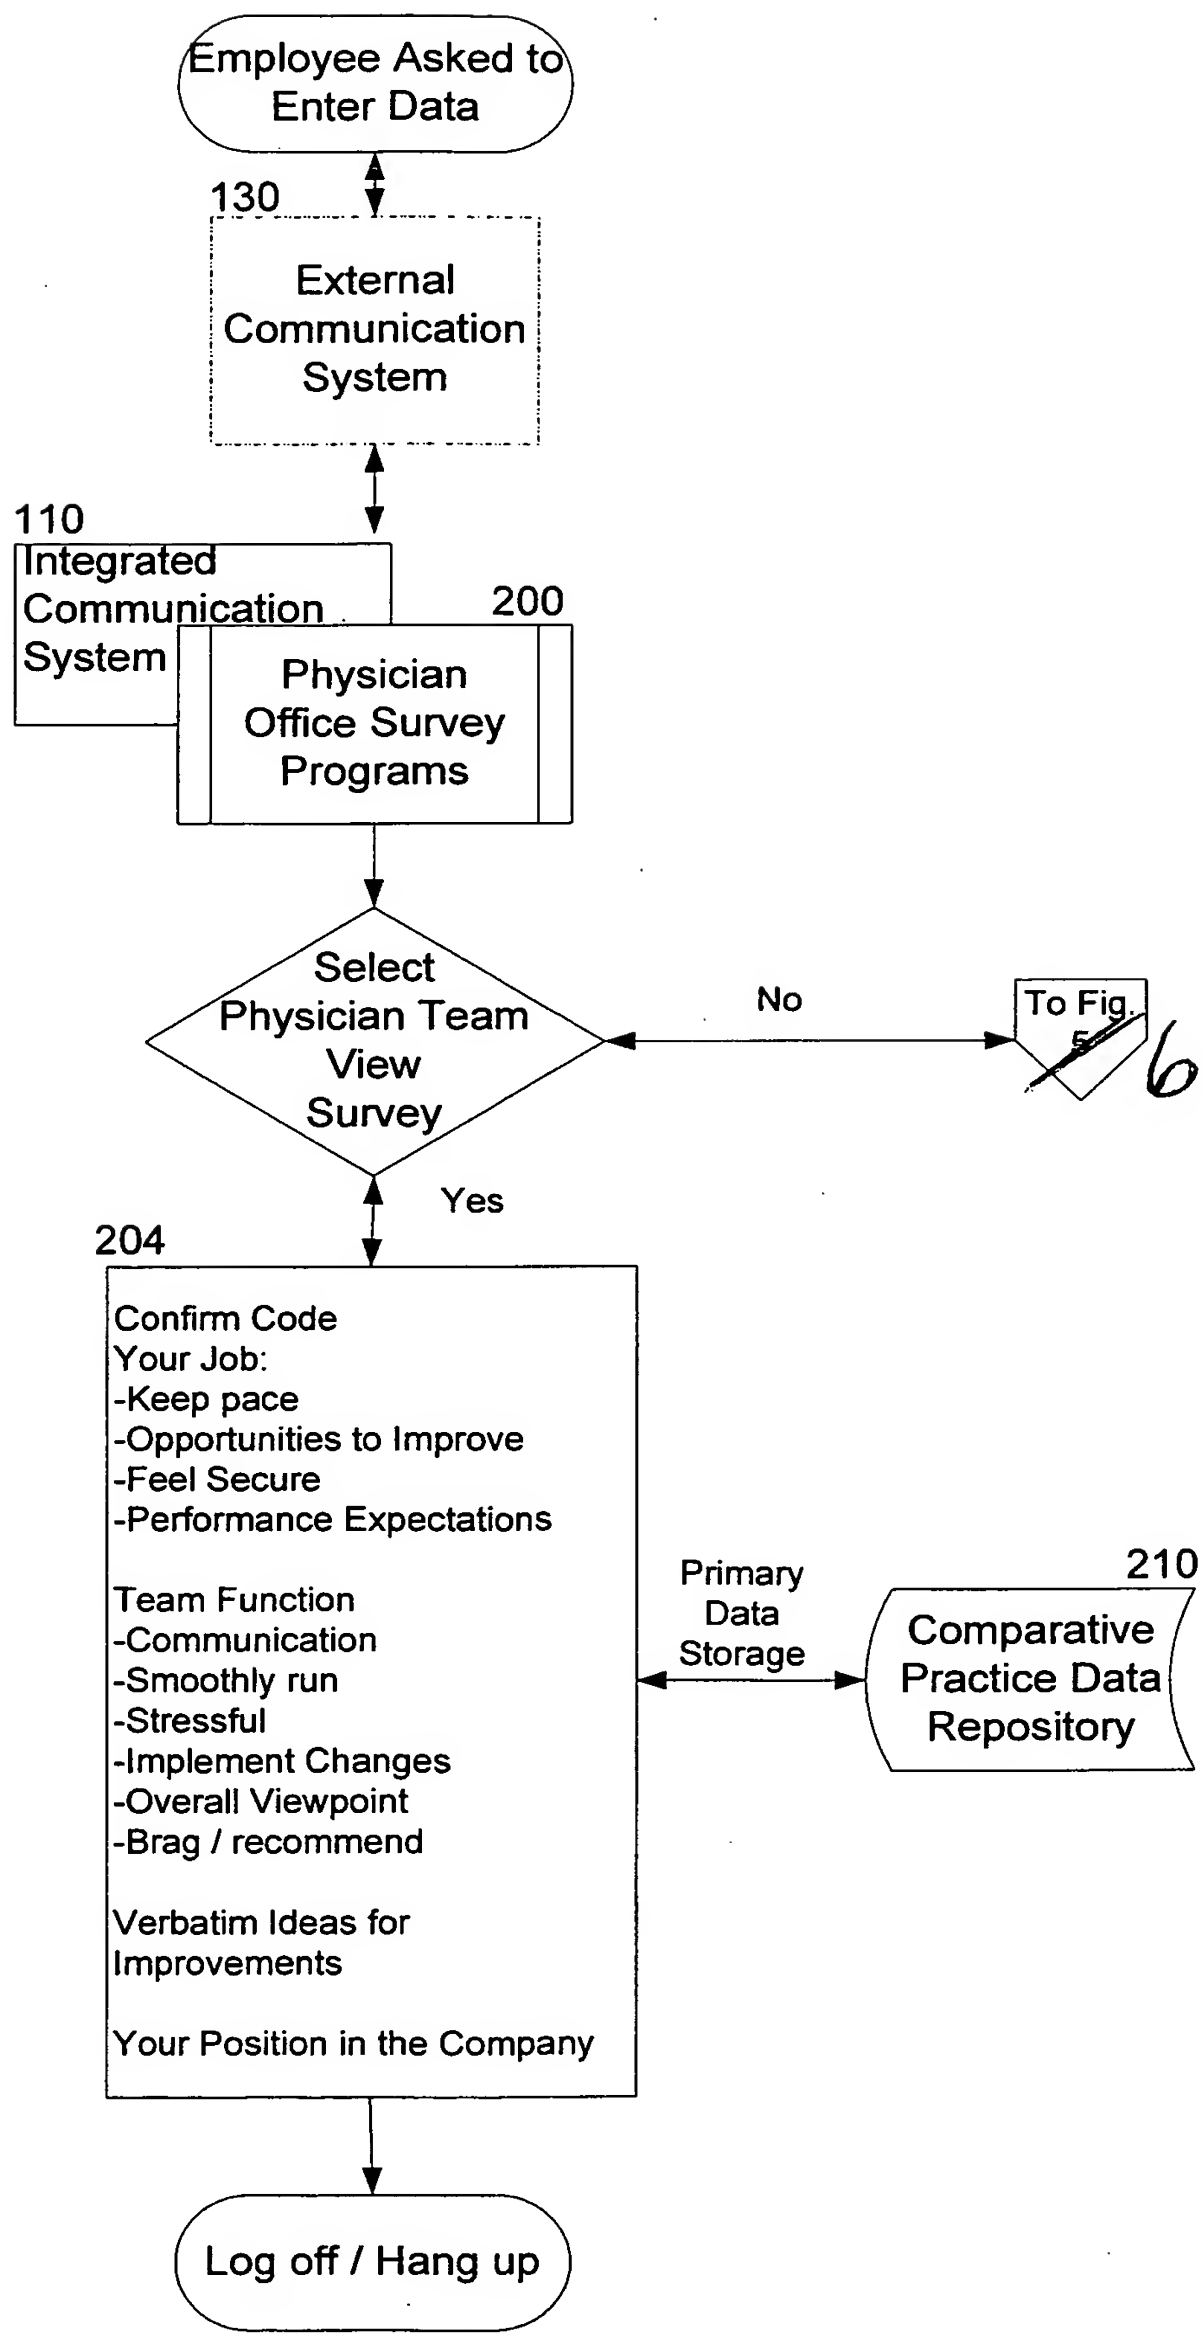 Employee Asked to
Enter Data
130
External
Communication
System
110
Integrated
Communication
System
200
Physician
Office Survey
Programs
Select
Physician Team
View
Survey
No
To Fig.
5
6
Yes
204
Confirm Code
Your Job:
-Keep pace
-Opportunities to Improve
-Feel Secure
-Performance Expectations
Team Function
-Communication
-Smoothly run
-Stressful
-Implement Changes
-Overall Viewpoint
-Brag / recommend
Verbatim Ideas for
Improvements
Your Position in the Company
Primary
Data
Storage
210
Comparative
Practice Data
Repository
Log off / Hang up